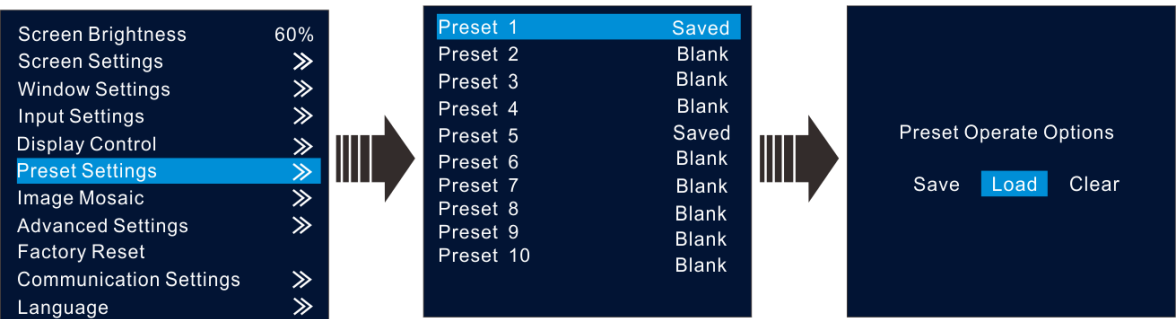 Screen Brightness 60%
Screen Settings
Window Settings
Input Settings
Display Control
Preset Settings
Image Mosaic
Advanced Settings
Factory Reset
Communication Settings
Language
Preset 1 Saved
Preset 2 Blank
Preset 3 Blank
Preset 4 Blank
Preset 5 Saved
Preset 6 Blank
Preset 7 Blank
Preset 8 Blank
Preset 9 Blank
Preset 10 Blank
Preset Operate Options
Save Load Clear